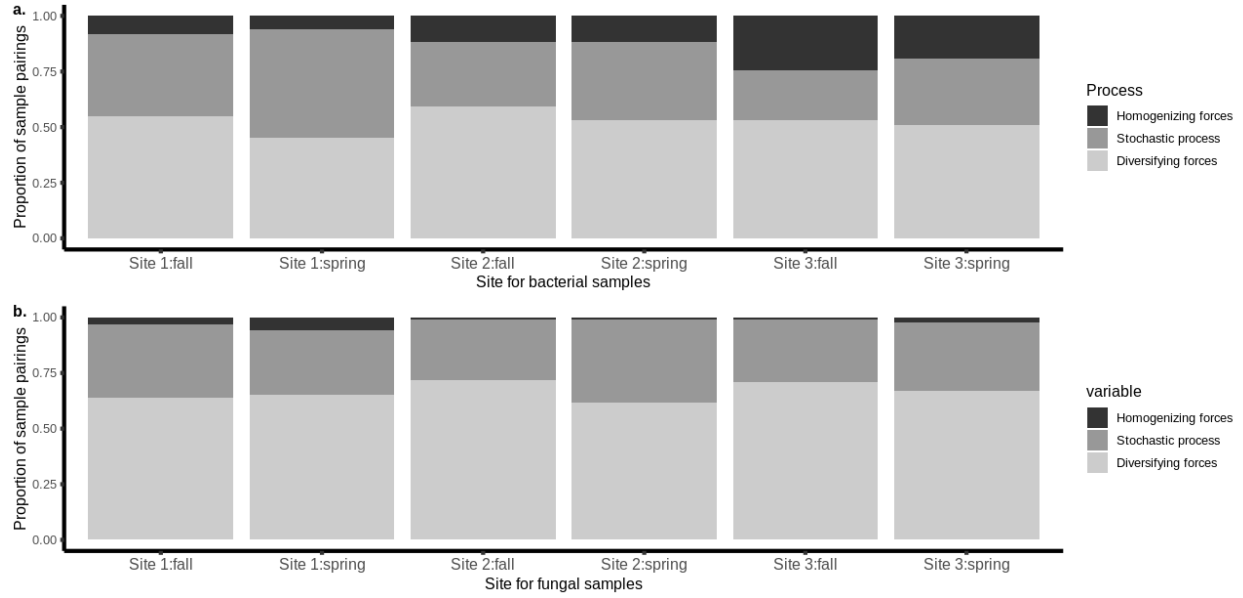 a.
Proportion of sample pairings
1.00
0.75
0.50
0.25
0.00
Site 1:fall
Site 1:spring
Site 2:fall
Site 2:spring
Site 3:fall
Site 3:spring
Site for bacterial samples
Process
Homogenizing forces
Stochastic process
Diversifying forces
b.
Proportion of sample pairings
1.00
0.75
0.50
0.25
0.00
Site 1:fall
Site 1:spring
Site 2:fall
Site 2:spring
Site 3:fall
Site 3:spring
Site for fungal samples
variable
Homogenizing forces
Stochastic process
Diversifying forces